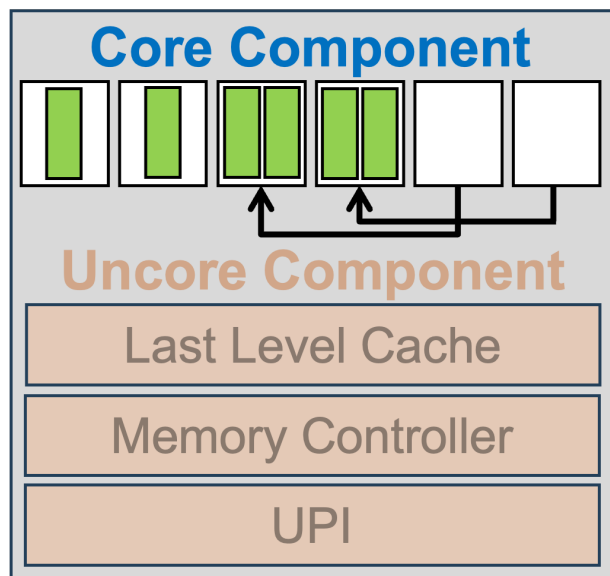 Core Component
Uncore Component
Last Level Cache
Memory Controller
UPI